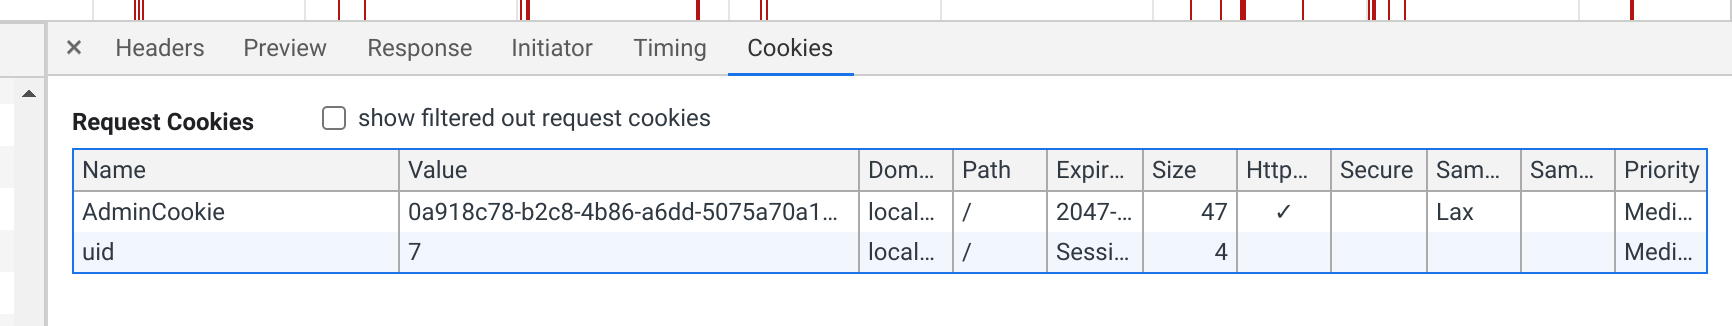 × Headers Preview Response Initiator Timing Cookies
Request Cookies show filtered out request cookies
Name Value Dom... Path Expir... Size Http... Secure Sam... Sam... Priority
AdminCookie 0a918c78-b2c8-4b86-a6dd-5075a70a1... local... / 2047-... 47 ✓ Lax Medi...
uid 7 local... / Sessi... 4 Medi...